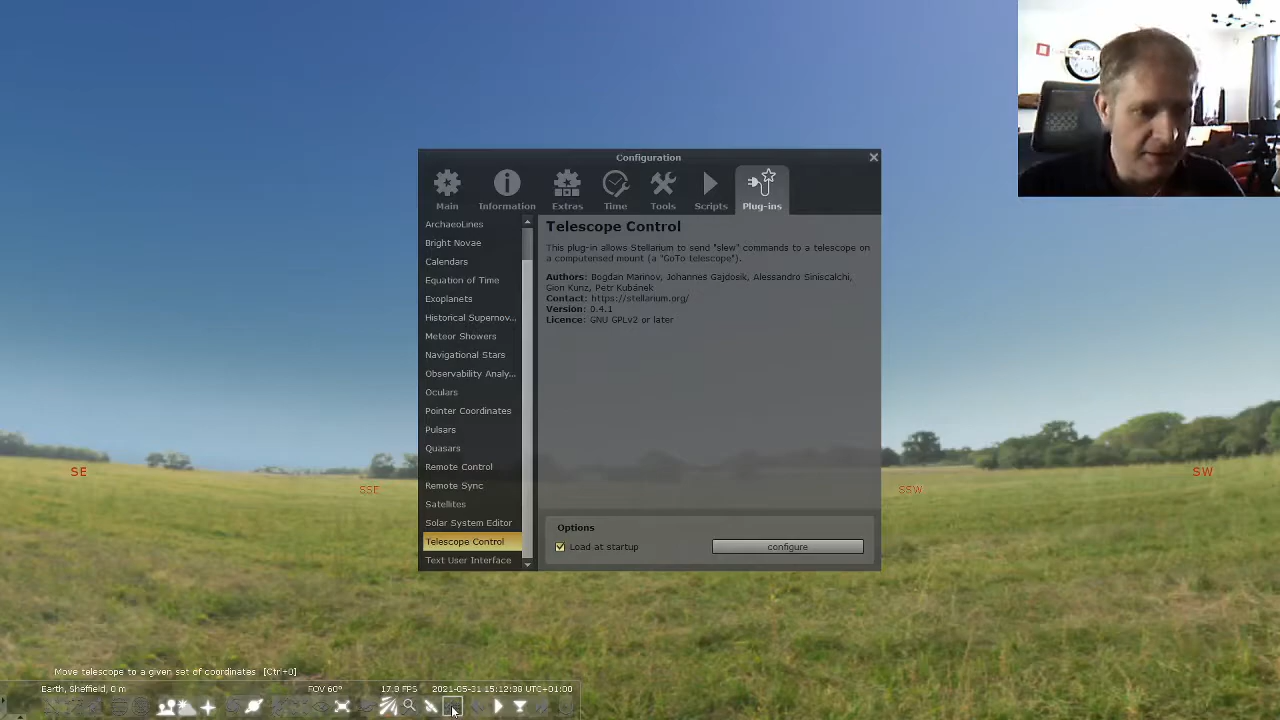 Configuration
Main
Information
Extras
Time
Tools
Scripts
Plug-ins
ArchaeoLines
Bright Novae
Calendars
Equation of Time
Exoplanets
Historical Supernov...
Meteor Showers
Navigational Stars
Observability Analy...
Oculars
Pointer Coordinates
Pulsars
Quasars
Remote Control
Remote Sync
Satellites
Solar System Editor
Telescope Control
Text User Interface
Telescope Control
This plug-in allows Stellarium to send "slew" commands to a telescope on
a computerised mount (a "GoTo telescope").
Authors: Bogdan Marinov, Johannes Gajdosik, Alessandro Siniscalchi,
Gion Kunz, Petr Kubánek
Contact: https://stellarium.org/
Version: 0.4.1
Licence: GNU GPLv2 or later
Options
Load at startup
configure
SE
SSE
SSW
SW
Move telescope to a given set of coordinates [Ctrl+0]
Earth, Sheffield, 0 m
FOV 60°
17.9 FPS
2021-05-31 15:12:38 UTC+01:00